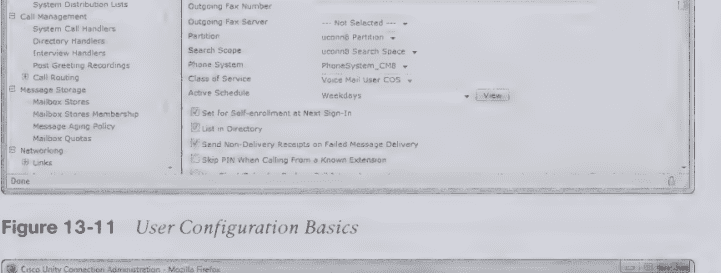 System Distribution Lists
Call Management
System Call Handlers
Directory Handlers
Interview Handlers
Post Greeting Recordings
Call Routing
Message Storage
Mailbox Stores
Mailbox Stores Membership
Message Aging Policy
Mailbox Quotas
Networking
Links
Outgoing Fax Number
Outgoing Fax Server --- Not Selected ---
Partition uconn8 Partition
Search Scope uconn8 Search Space
Phone System PhoneSystem_CMB
Class of Service Voice Mail User COS
Active Schedule Weekdays View
Set for Self-enrollment at Next Sign-In
List in Directory
Send Non-Delivery Receipts on Failed Message Delivery
Skip PIN When Calling From a Known Extension
Done
Figure 13-11 User Configuration Basics
Cisco Unity Connection Administration - Mozilla Firefox